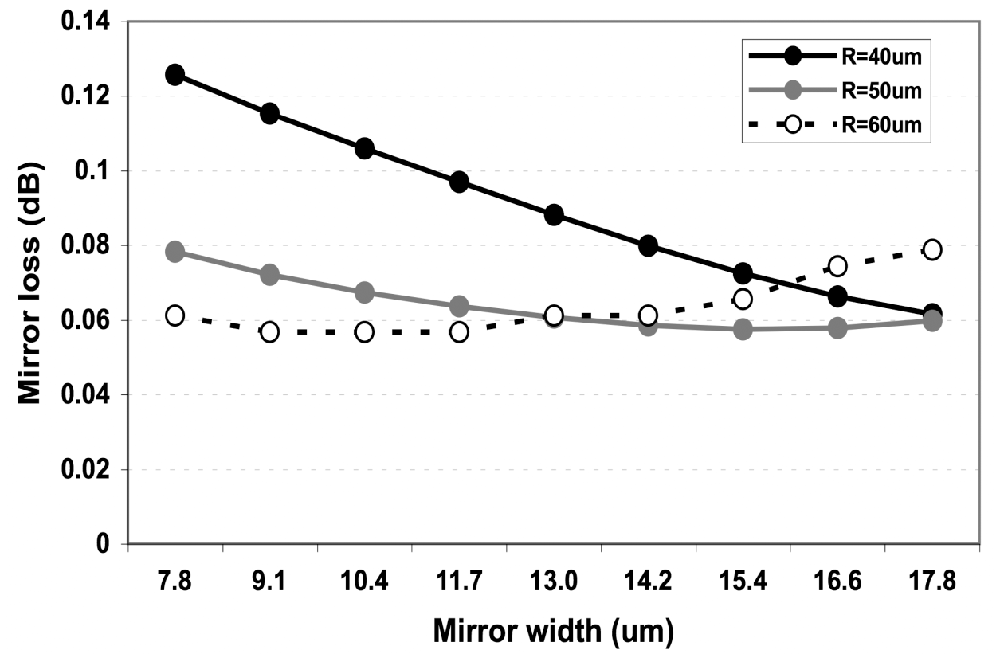 0.14
0.12
0.1
0.08
0.06
0.04
0.02
0
Mirror loss (dB)
R=40um
R=50um
R=60um
7.8 9.1 10.4 11.7 13.0 14.2 15.4 16.6 17.8
Mirror width (um)